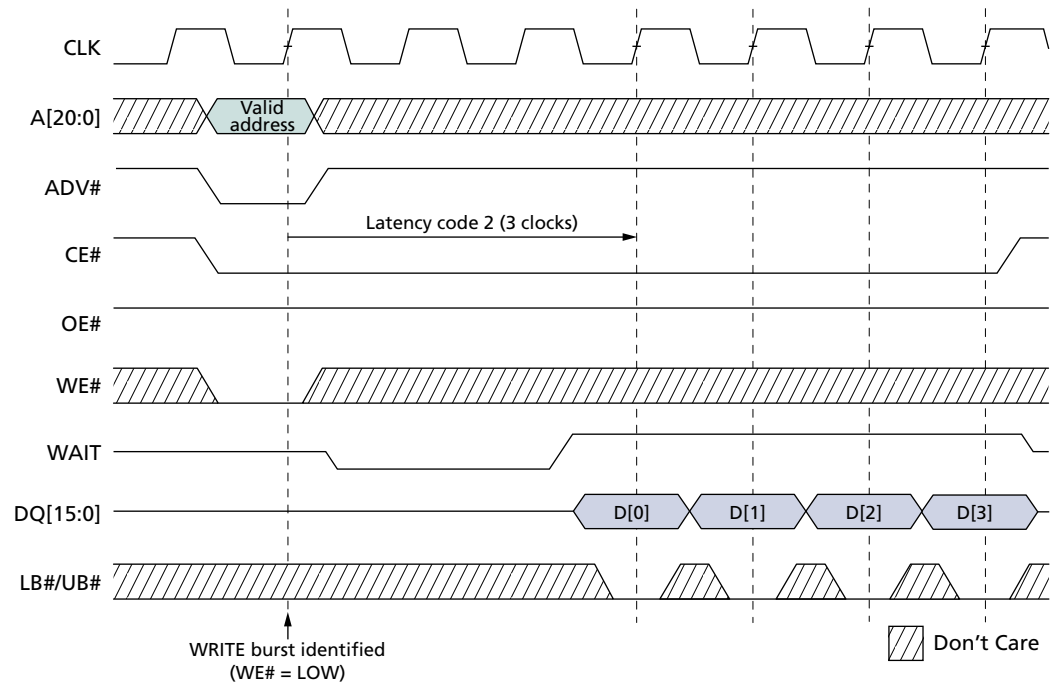 CLK
A[20:0]
Valid
address
ADV#
Latency code 2 (3 clocks)
CE#
OE#
WE#
WAIT
DQ[15:0]
D[0]
D[1]
D[2]
D[3]
LB#/UB#
WRITE burst identified
(WE# = LOW)
Don't Care